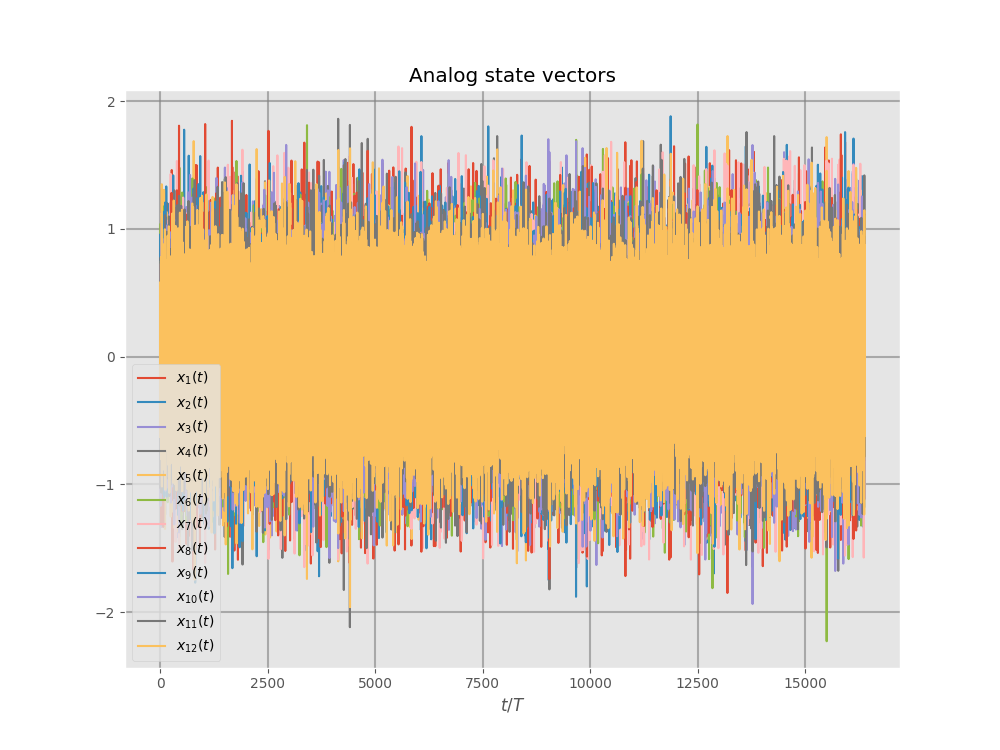 Analog state vectors
2
1
0
−1
−2
x₁(t)
x₂(t)
x₃(t)
x₄(t)
x₅(t)
x₆(t)
x₇(t)
x₈(t)
x₉(t)
x₁₀(t)
x₁₁(t)
x₁₂(t)
0 2500 5000 7500 10000 12500 15000
t/T